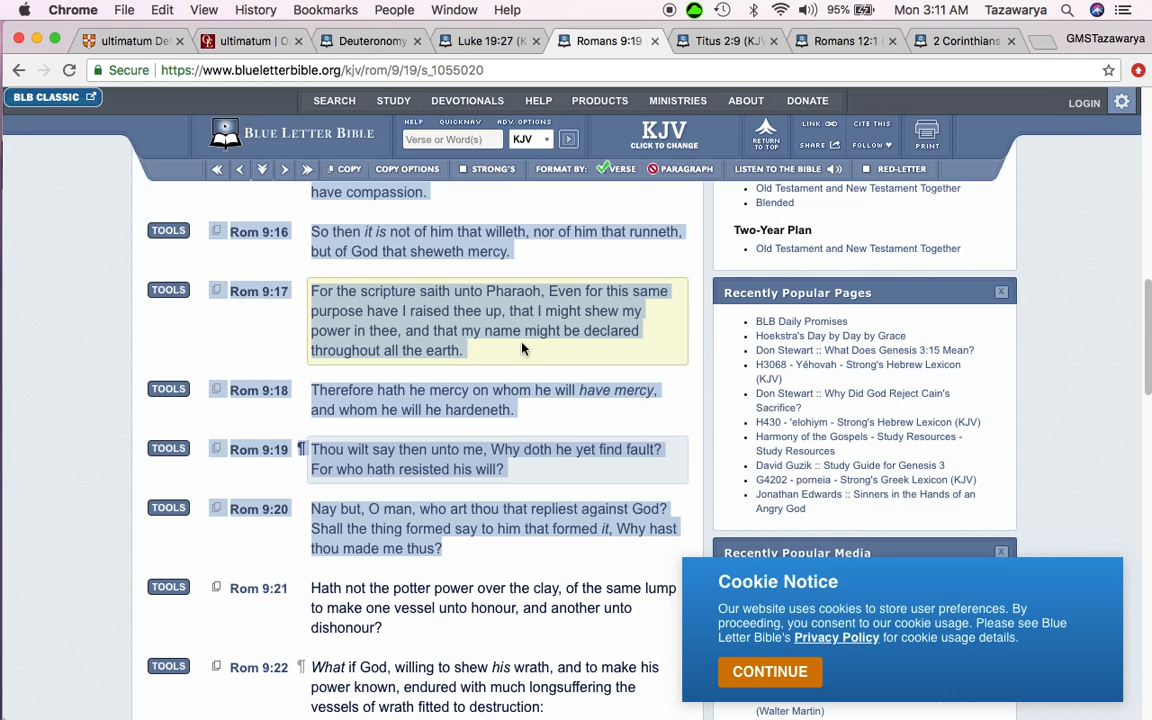 Chrome File Edit View History Bookmarks People Window Help 95% Mon 3:11 AM Tazawarya
ultimatum De ultimatum | O Deuteronomy Luke 19:27 (K Romans 9:19 Titus 2:9 (KJV Romans 12:1 ( 2 Corinthians GMSTazawarya
Secure | https://www.blueletterbible.org/kjv/rom/9/19/s_1055020
BLB CLASSIC
SEARCH STUDY DEVOTIONALS HELP PRODUCTS MINISTRIES ABOUT DONATE LOGIN
BLUE LETTER BIBLE
HELP QUICKNAV ADV. OPTIONS
Verse or Word(s) KJV
KJV
CLICK TO CHANGE
RETURN
TO TOP
LINK CITE THIS
SHARE FOLLOW
PRINT
COPY COPY OPTIONS STRONG'S FORMAT BY: VERSE PARAGRAPH LISTEN TO THE BIBLE RED-LETTER
have compassion.
TOOLS Rom 9:16 So then it is not of him that willeth, nor of him that runneth,
but of God that sheweth mercy.
TOOLS Rom 9:17 For the scripture saith unto Pharaoh, Even for this same
purpose have I raised thee up, that I might shew my
power in thee, and that my name might be declared
throughout all the earth.
TOOLS Rom 9:18 Therefore hath he mercy on whom he will have mercy,
and whom he will he hardeneth.
TOOLS Rom 9:19 ¶ Thou wilt say then unto me, Why doth he yet find fault?
For who hath resisted his will?
TOOLS Rom 9:20 Nay but, O man, who art thou that repliest against God?
Shall the thing formed say to him that formed it, Why hast
thou made me thus?
TOOLS Rom 9:21 Hath not the potter power over the clay, of the same lump
to make one vessel unto honour, and another unto
dishonour?
TOOLS Rom 9:22 ¶ What if God, willing to shew his wrath, and to make his
power known, endured with much longsuffering the
vessels of wrath fitted to destruction:
Old Testament and New Testament Together
Blended
Two-Year Plan
Old Testament and New Testament Together
Recently Popular Pages x
BLB Daily Promises
Hoekstra's Day by Day by Grace
Don Stewart :: What Does Genesis 3:15 Mean?
H3068 - Yĕhovah - Strong's Hebrew Lexicon
(KJV)
Don Stewart :: Why Did God Reject Cain's
Sacrifice?
H430 - 'elohiym - Strong's Hebrew Lexicon (KJV)
Harmony of the Gospels - Study Resources -
Study Resources
David Guzik :: Study Guide for Genesis 3
G4202 - porneia - Strong's Greek Lexicon (KJV)
Jonathan Edwards :: Sinners in the Hands of an
Angry God
Recently Popular Media x
Cookie Notice
Our website uses cookies to store user preferences. By
proceeding, you consent to our cookie usage. Please see Blue
Letter Bible's Privacy Policy for cookie usage details.
CONTINUE
(Walter Martin)